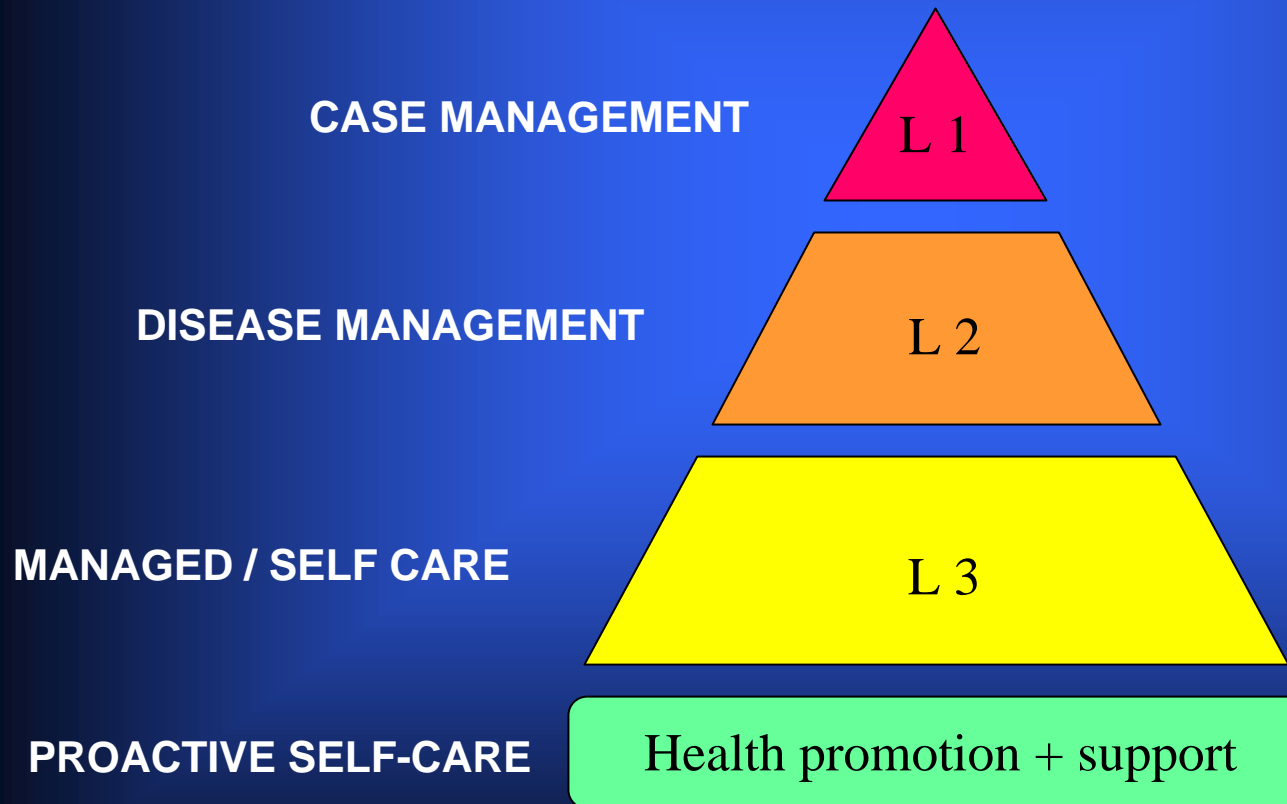 CASE MANAGEMENT
L 1
DISEASE MANAGEMENT
L 2
MANAGED / SELF CARE
L 3
PROACTIVE SELF-CARE
Health promotion + support